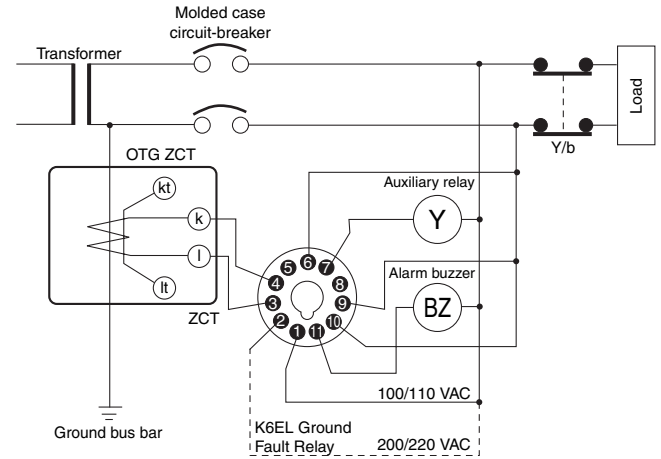 Molded case
circuit-breaker
Transformer
Load
Y/b
OTG ZCT
kt
k
l
lt
ZCT
Auxiliary relay
Y
Alarm buzzer
BZ
5
6
7
4
8
3
9
2
10
1
11
100/110 VAC
K6EL Ground
Fault Relay
200/220 VAC
Ground bus bar